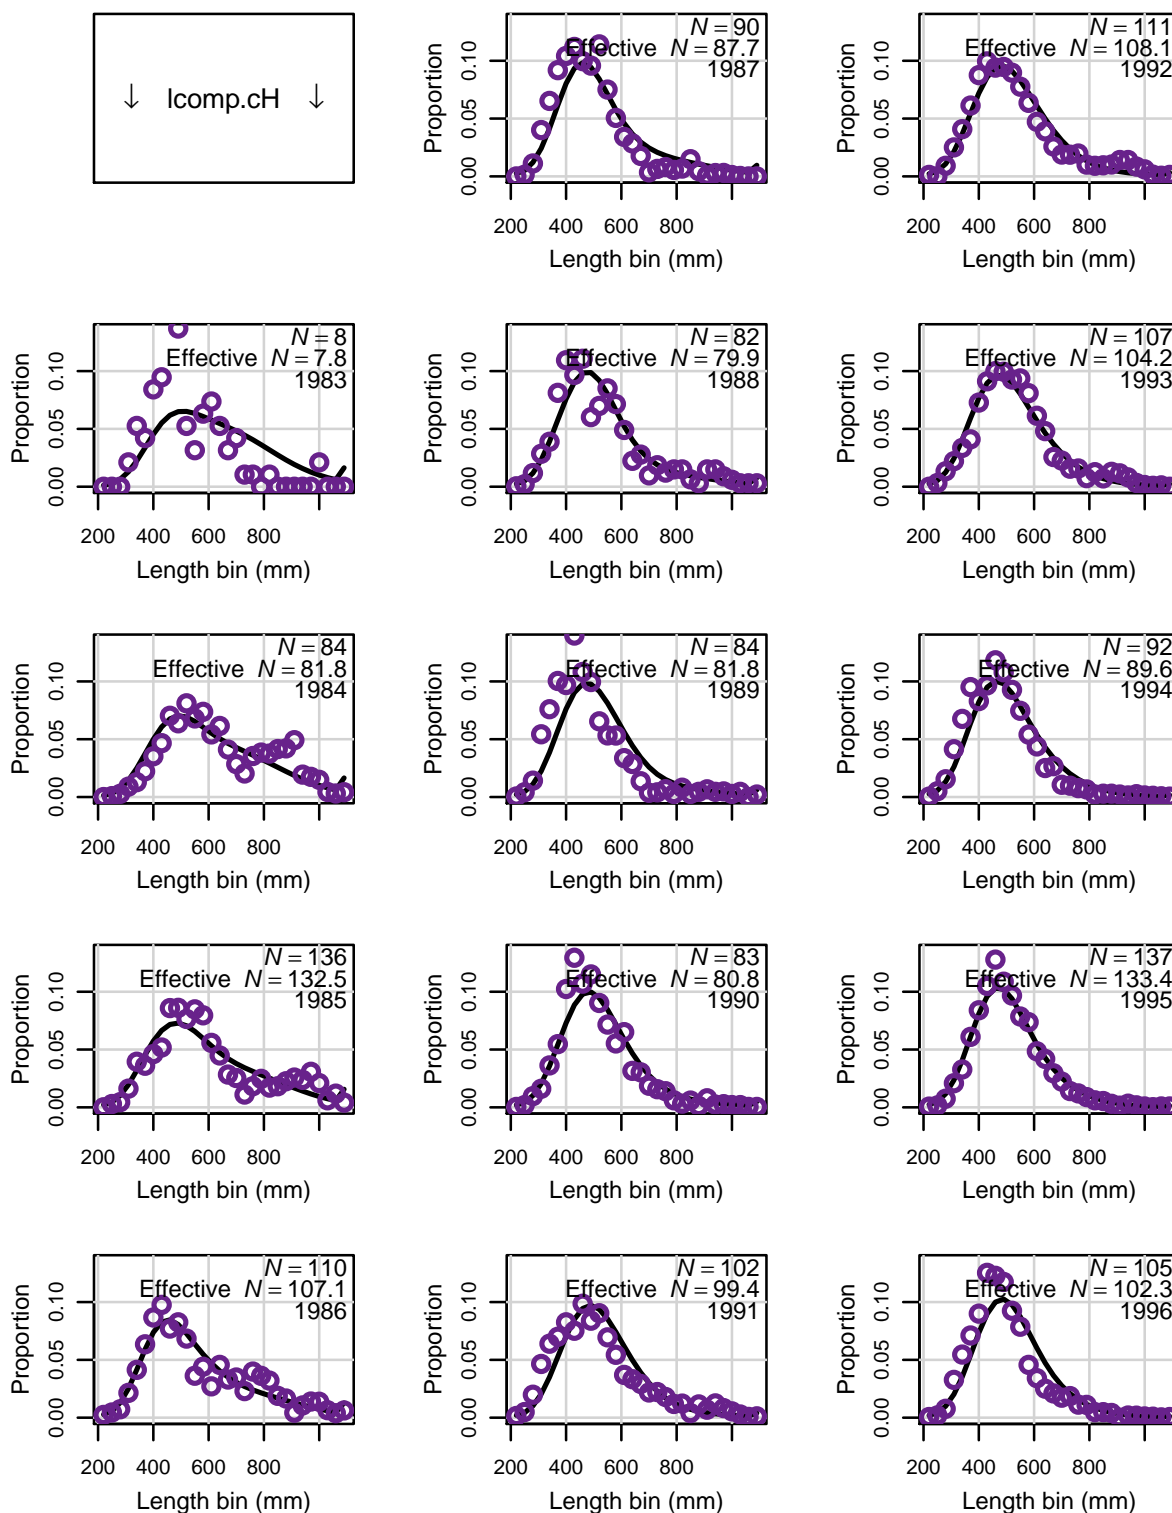 ↓ lcomp.cH ↓
Proportion
0.00 0.05 0.10
N = 90
Effective N = 87.7
1987
200 400 600 800
Length bin (mm)
Proportion
0.00 0.05 0.10
N = 111
Effective N = 108.1
1992
200 400 600 800
Length bin (mm)
Proportion
0.00 0.05 0.10
N = 8
Effective N = 7.8
1983
200 400 600 800
Length bin (mm)
Proportion
0.00 0.05 0.10
N = 82
Effective N = 79.9
1988
200 400 600 800
Length bin (mm)
Proportion
0.00 0.05 0.10
N = 107
Effective N = 104.2
1993
200 400 600 800
Length bin (mm)
Proportion
0.00 0.05 0.10
N = 84
Effective N = 81.8
1984
200 400 600 800
Length bin (mm)
Proportion
0.00 0.05 0.10
N = 84
Effective N = 81.8
1989
200 400 600 800
Length bin (mm)
Proportion
0.00 0.05 0.10
N = 92
Effective N = 89.6
1994
200 400 600 800
Length bin (mm)
Proportion
0.00 0.05 0.10
N = 136
Effective N = 132.5
1985
200 400 600 800
Length bin (mm)
Proportion
0.00 0.05 0.10
N = 83
Effective N = 80.8
1990
200 400 600 800
Length bin (mm)
Proportion
0.00 0.05 0.10
N = 137
Effective N = 133.4
1995
200 400 600 800
Length bin (mm)
Proportion
0.00 0.05 0.10
N = 110
Effective N = 107.1
1986
200 400 600 800
Length bin (mm)
Proportion
0.00 0.05 0.10
N = 102
Effective N = 99.4
1991
200 400 600 800
Length bin (mm)
Proportion
0.00 0.05 0.10
N = 105
Effective N = 102.3
1996
200 400 600 800
Length bin (mm)